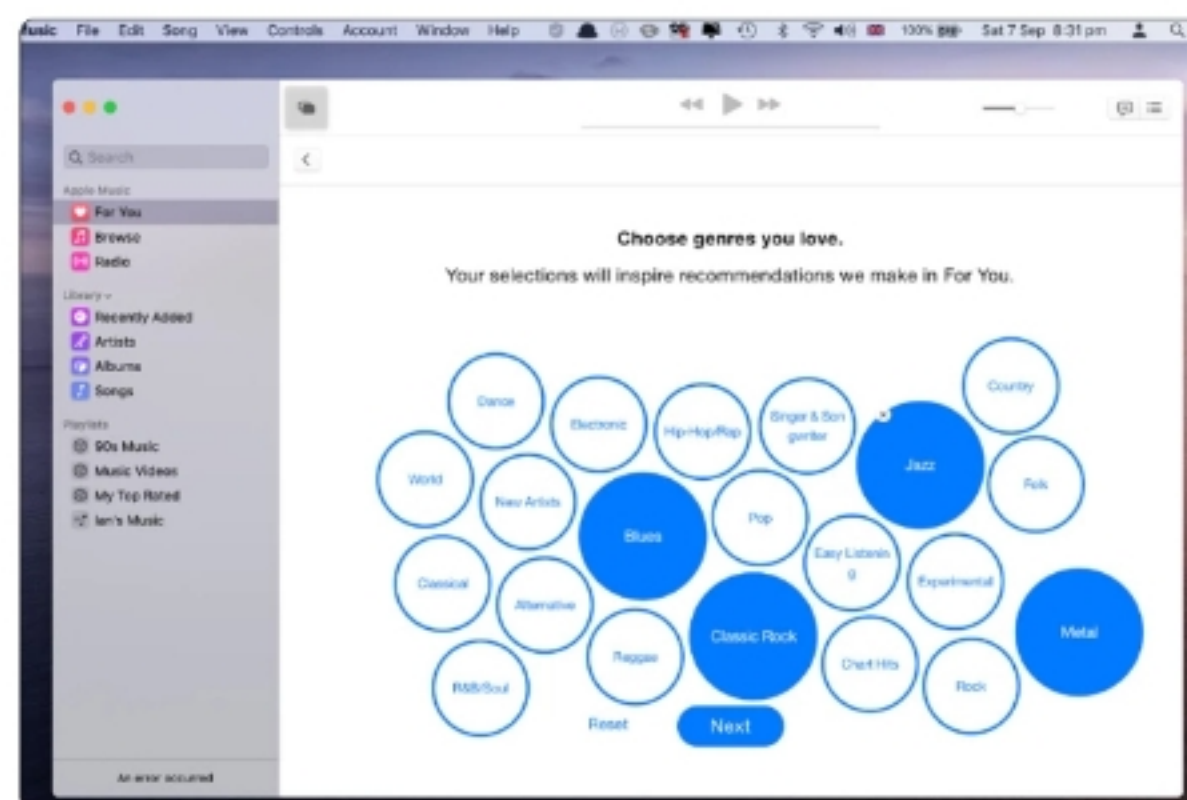 Music File Edit Song View Controls Account Window Help 100% Sat 7 Sep 8:31 pm
Search
Apple Music
For You
Browse
Radio
Library
Recently Added
Artists
Albums
Songs
Playlists
90s Music
Music Videos
My Top Rated
Ian's Music
An error occurred
Choose genres you love.
Your selections will inspire recommendations we make in For You.
Country
Dance
Electronic
Hip-Hop/Rap
Singer & Son
gwriter
Jazz
World
New Artists
Folk
Blues
Pop
Easy Listenin
g
Classical
Alternative
Experimental
Reggae
Classic Rock
Metal
Chart Hits
R&B/Soul
Rock
Reset
Next